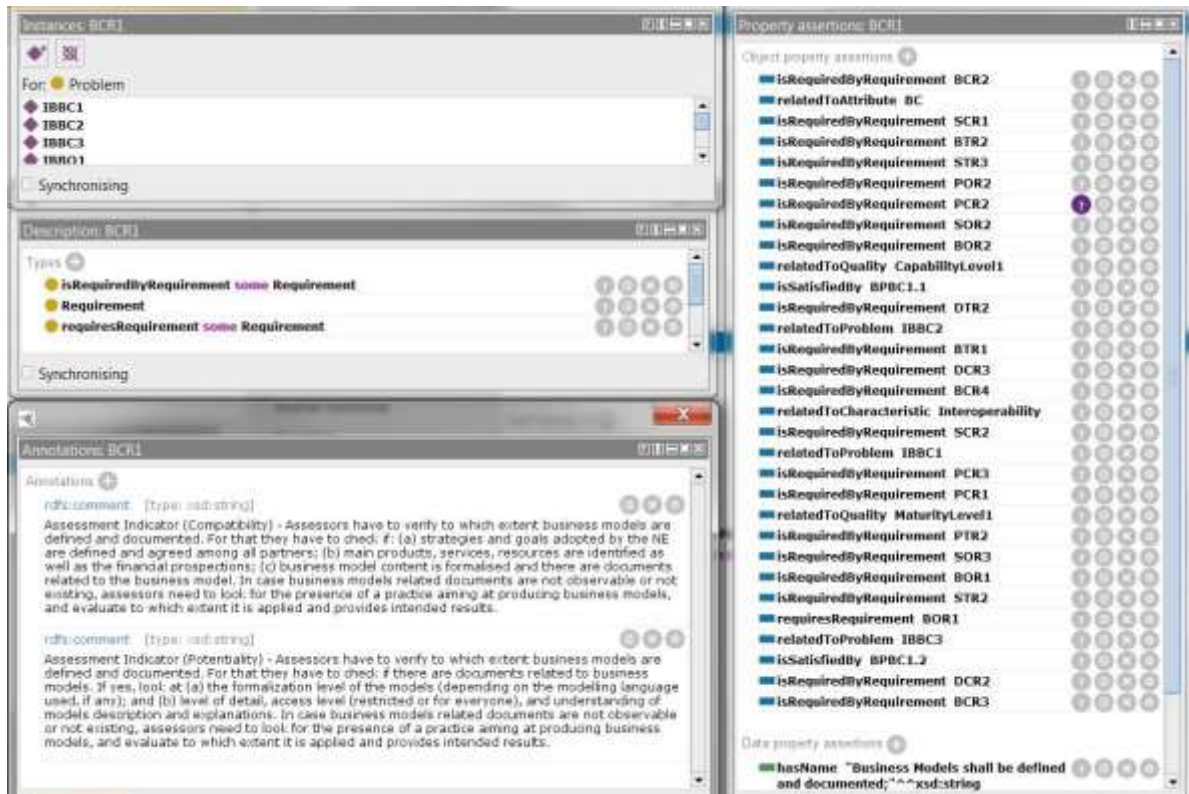 Instances: BCR1
For: Problem
IBBC1
IBBC2
IBBC3
IBBO1
Synchronising
Description: BCR1
Types
isRequiredByRequirement some Requirement
Requirement
requiresRequirement some Requirement
Synchronising
Annotations: BCR1
Annotations
rdfs:comment [type: xsd:string]
Assessment Indicator (Compatibility) - Assessors have to verify to which extent business models are
defined and documented. For that they have to check if: (a) strategies and goals adopted by the NE
are defined and agreed among all partners; (b) main products, services, resources are identified as
well as the financial prospections; (c) business model content is formalised and there are documents
related to the business model. In case business models related documents are not observable or not
existing, assessors need to look for the presence of a practice aiming at producing business models,
and evaluate to which extent it is applied and provides intended results.
rdfs:comment [type: xsd:string]
Assessment Indicator (Potentiality) - Assessors have to verify to which extent business models are
defined and documented. For that they have to check if there are documents related to business
models. If yes, look at (a) the formalization level of the models (depending on the modelling language
used, if any); and (b) level of detail, access level (restricted or for everyone), and understanding of
models description and explanations. In case business models related documents are not observable
or not existing, assessors need to look for the presence of a practice aiming at producing business
models, and evaluate to which extent it is applied and provides intended results.
Property assertions: BCR1
Object property assertions
isRequiredByRequirement BCR2
relatedToAttribute BC
isRequiredByRequirement SCR1
isRequiredByRequirement BTR2
isRequiredByRequirement STR3
isRequiredByRequirement POR2
isRequiredByRequirement PCR2
isRequiredByRequirement SOR2
isRequiredByRequirement BOR2
relatedToQuality CapabilityLevel1
isSatisfiedBy BPBC1.1
isRequiredByRequirement DTR2
relatedToProblem IBBC2
isRequiredByRequirement BTR1
isRequiredByRequirement DCR3
isRequiredByRequirement BCR4
relatedToCharacteristic Interoperability
isRequiredByRequirement SCR2
relatedToProblem IBBC1
isRequiredByRequirement PCR3
isRequiredByRequirement PCR1
relatedToQuality MaturityLevel1
isRequiredByRequirement PTR2
isRequiredByRequirement SOR3
isRequiredByRequirement BOR1
isRequiredByRequirement STR2
requiresRequirement BOR1
relatedToProblem IBBC3
isSatisfiedBy BPBC1.2
isRequiredByRequirement DCR2
isRequiredByRequirement BCR3
Data property assertions
hasName "Business Models shall be defined
and documented;"^^xsd:string